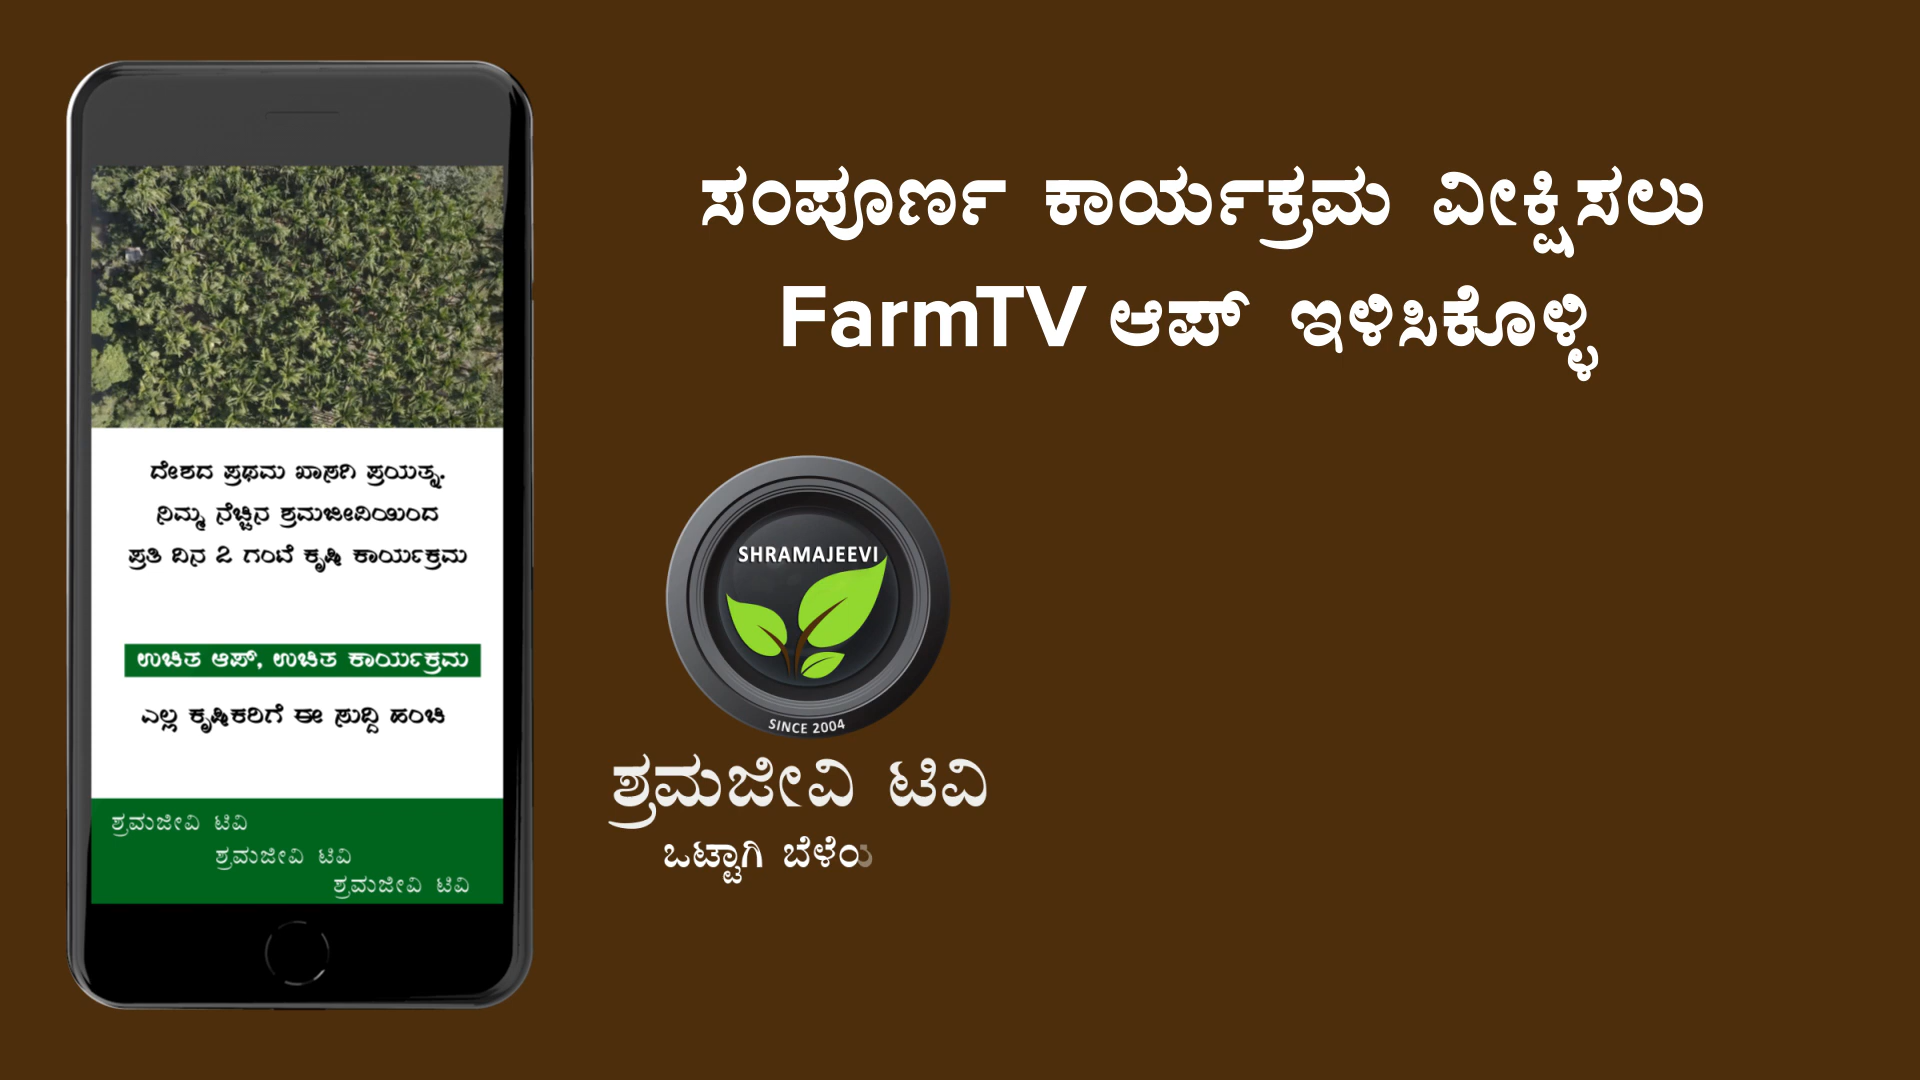 ಸಂಪೂರ್ಣ ಕಾರ್ಯಕ್ರಮ ವೀಕ್ಷಿಸಲು
FarmTV ಆಪ್ ಇಳಿಸಿಕೊಳ್ಳಿ
ದೇಶದ ಪ್ರಥಮ ಖಾಸಗಿ ಪ್ರಯತ್ನ.
ನಿಮ್ಮ ನೆಚ್ಚಿನ ಶ್ರಮಜೀವಿಯಿಂದ
ಪ್ರತಿ ದಿನ 2 ಗಂಟೆ ಕೃಷಿ ಕಾರ್ಯಕ್ರಮ
ಉಚಿತ ಆಪ್, ಉಚಿತ ಕಾರ್ಯಕ್ರಮ
ಎಲ್ಲ ಕೃಷಿಕರಿಗೆ ಈ ಸುದ್ದಿ ಹಂಚಿ
ಶ್ರಮಜೀವಿ ಟಿವಿ
ಶ್ರಮಜೀವಿ ಟಿವಿ
ಶ್ರಮಜೀವಿ ಟಿವಿ
SHRAMAJEEVI
SINCE 2004
ಶ್ರಮಜೀವಿ ಟಿವಿ
ಒಟ್ಟಾಗಿ